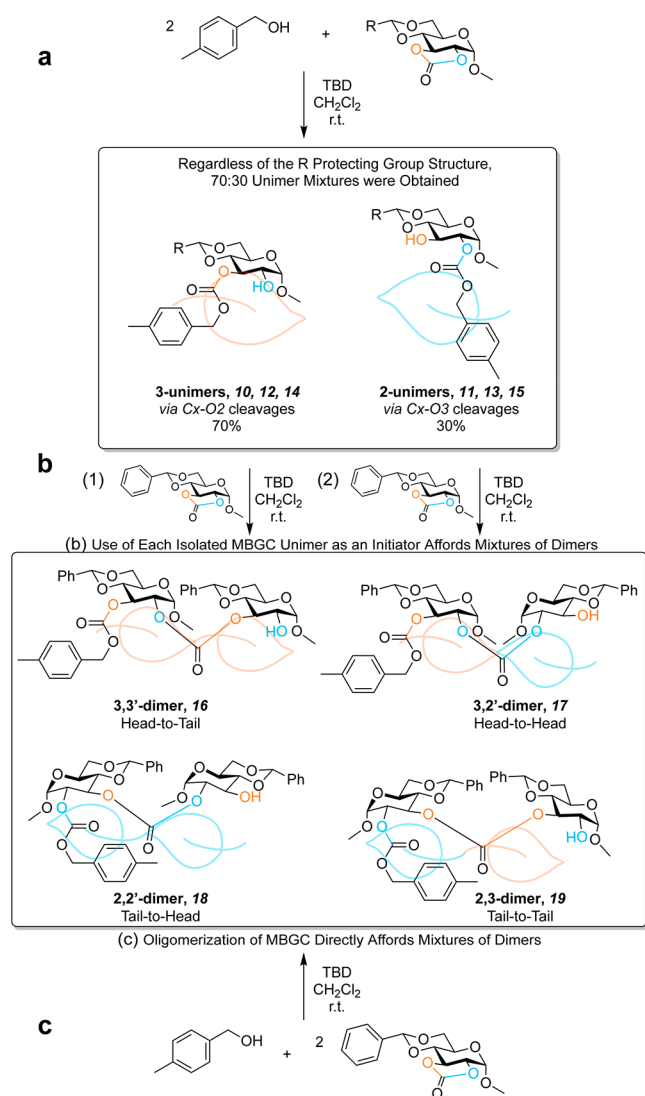 2
OH
+
R
O
O
O
O
O
O
O
a
TBD
CH2Cl2
r.t.
Regardless of the R Protecting Group Structure,
70:30 Unimer Mixtures were Obtained
R
O
O
O
O
HO
O
O
O
R
O
O
O
HO
O
O
O
O
3-unimers, 10, 12, 14
via Cx-O2 cleavages
70%
2-unimers, 11, 13, 15
via Cx-O3 cleavages
30%
b
(1)
O
O
O
O
O
O
O
TBD
CH2Cl2
r.t.
(2)
O
O
O
O
O
O
O
TBD
CH2Cl2
r.t.
(b) Use of Each Isolated MBGC Unimer as an Initiator Affords Mixtures of Dimers
Ph
O
O
O
O
O
O
O
O
O
O
Ph
O
O
O
HO
O
Ph
O
O
O
O
O
O
O
O
O
O
O
O
O
Ph
OH
O
3,3'-dimer, 16
Head-to-Tail
3,2'-dimer, 17
Head-to-Head
O
O
O
Ph
O
O
O
O
O
O
O
O
O
O
Ph
OH
O
O
O
O
Ph
O
O
O
O
O
O
O
Ph
O
O
O
HO
O
O
2,2'-dimer, 18
Tail-to-Head
2,3-dimer, 19
Tail-to-Tail
(c) Oligomerization of MBGC Directly Affords Mixtures of Dimers
TBD
CH2Cl2
r.t.
c
OH
+
2
O
O
O
O
O
O
O